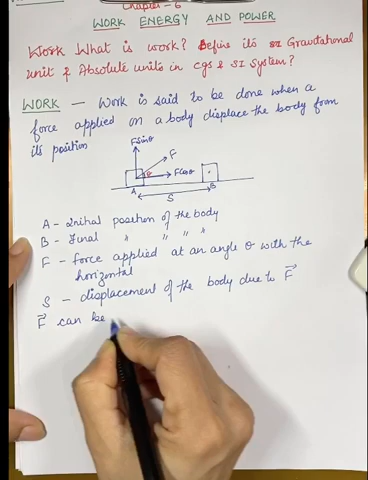 Chapter - 6
WORK ENERGY AND POWER
Work What is work? Define its SI Gravitational
unit & Absolute units in cgs & SI System?
WORK — Work is said to be done when a
force applied on a body displace the body from
its position
Fsinθ
F
θ
Fcosθ
A
B
S
A - Initial position of the body
B - Final " " " "
F - force applied at an angle θ with the
horizontal
S - displacement of the body due to F⃗
F⃗ can be